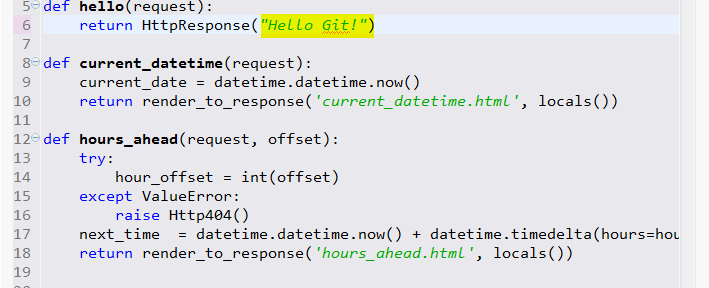 5 def hello(request):
6 return HttpResponse("Hello Git!")
7
8 def current_datetime(request):
9 current_date = datetime.datetime.now()
10 return render_to_response('current_datetime.html', locals())
11
12 def hours_ahead(request, offset):
13 try:
14 hour_offset = int(offset)
15 except ValueError:
16 raise Http404()
17 next_time  = datetime.datetime.now() + datetime.timedelta(hours=hou
18 return render_to_response('hours_ahead.html', locals())
19